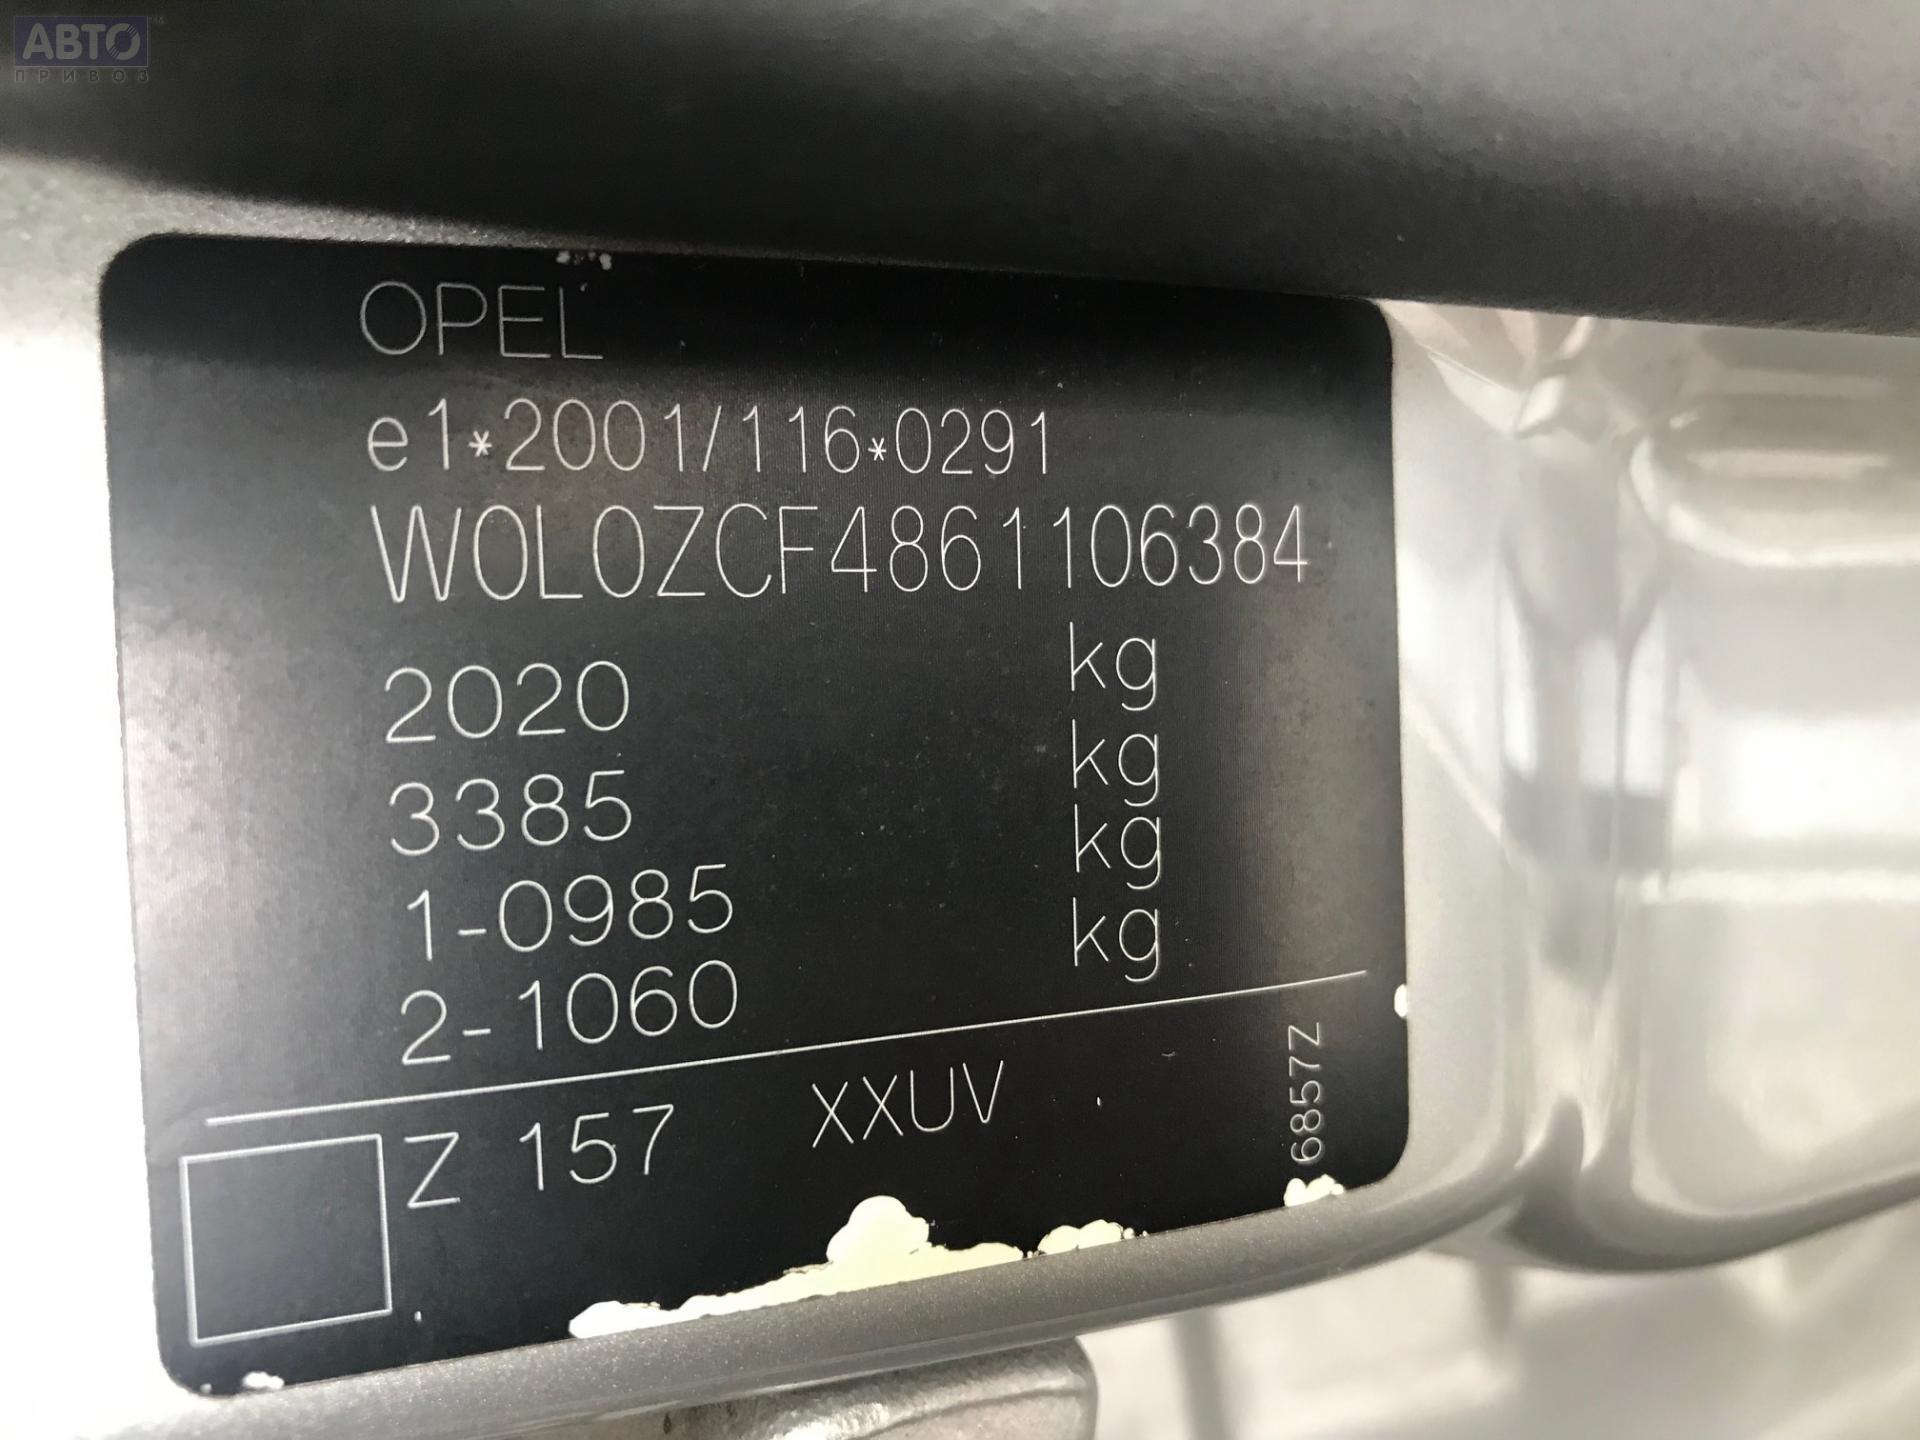 АВТО
ПРИВОЗ
OPEL
e1*2001/116*0291
W0L0ZCF4861106384
2020 kg
3385 kg
1-0985 kg
2-1060 kg
Z 157 XXUV
6857Z